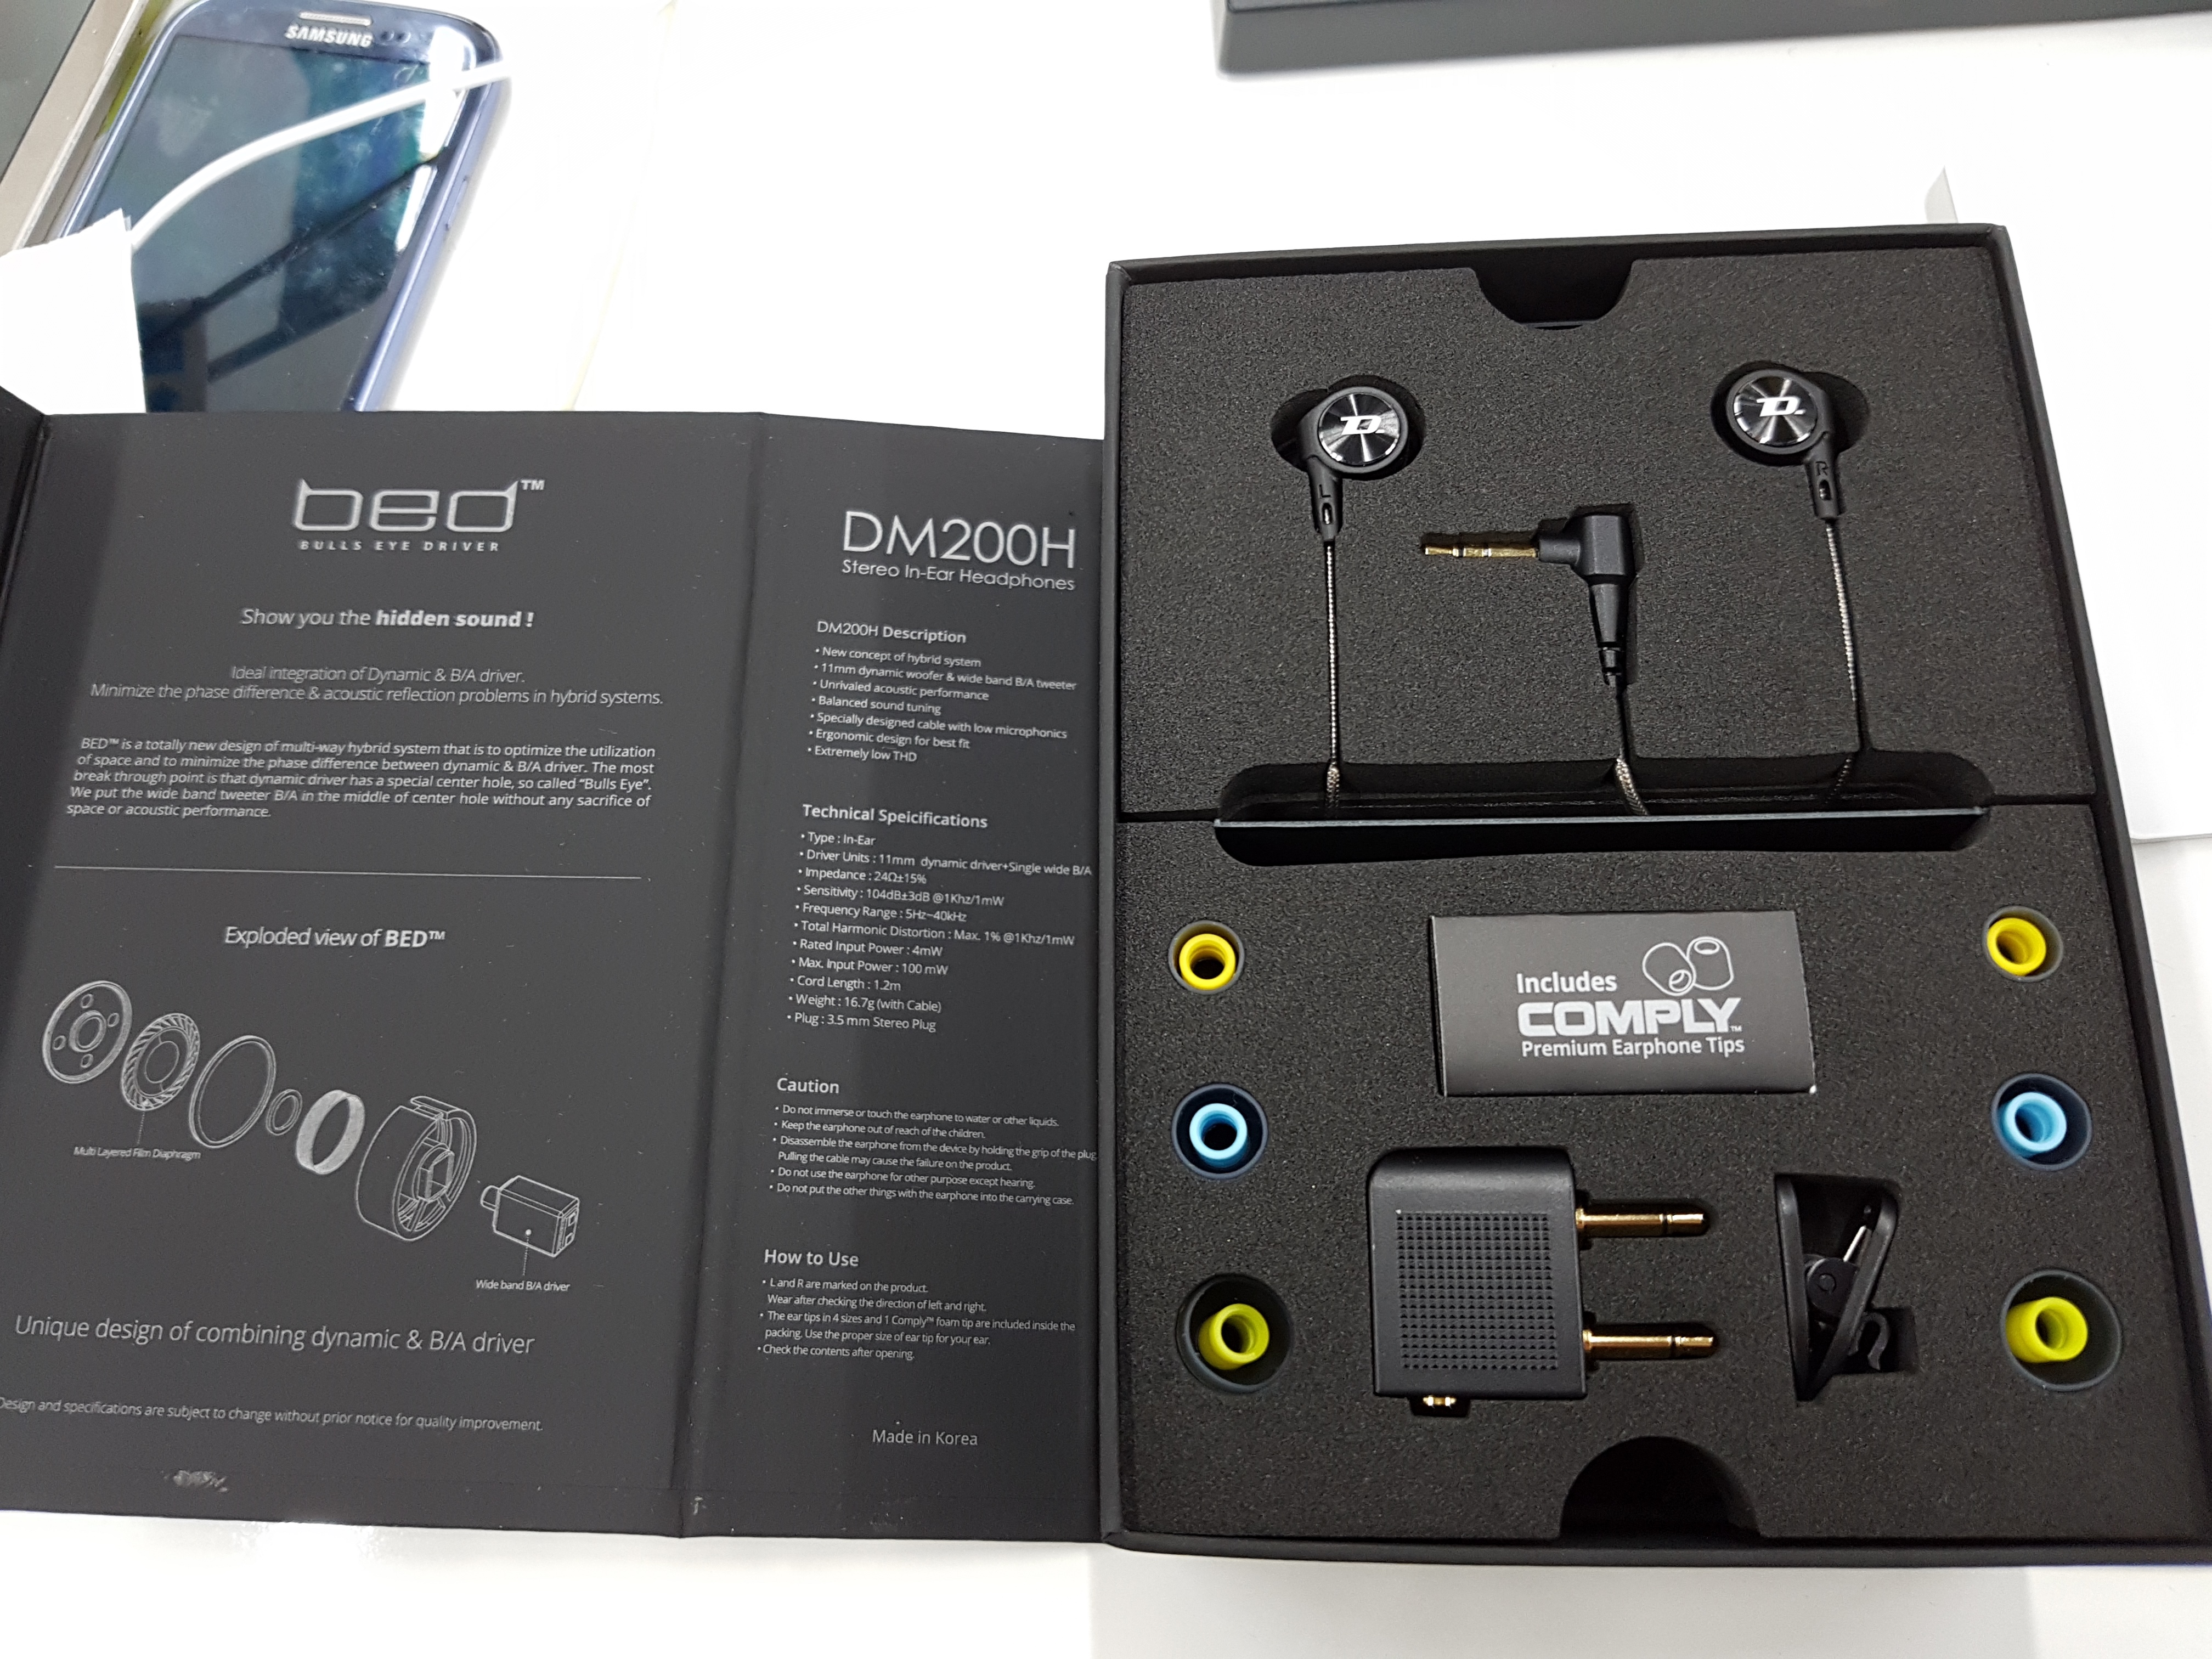 SAMSUNG
bed™
BULLS EYE DRIVER
Show you the hidden sound !
Ideal integration of Dynamic & B/A driver.
Minimize the phase difference & acoustic reflection problems in hybrid systems.
BED™ is a totally new design of multi-way hybrid system that is to optimize the utilization
of space and to minimize the phase difference between dynamic & B/A driver. The most
break through point is that dynamic driver has a special center hole, so called “Bulls Eye”.
We put the wide band tweeter B/A in the middle of center hole without any sacrifice of
space or acoustic performance.
Exploded view of BED™
Multi Layered Film Diaphragm
Wide band B/A driver
Unique design of combining dynamic & B/A driver
Design and specifications are subject to change without prior notice for quality improvement.
DM200H
Stereo In-Ear Headphones
DM200H Description
• New concept of hybrid system
• 11mm dynamic woofer & wide band B/A tweeter
• Unrivaled acoustic performance
• Balanced sound tuning
• Specially designed cable with low microphonics
• Ergonomic design for best fit
• Extremely low THD
Technical Speicifications
• Type : In-Ear
• Driver Units : 11mm dynamic driver+Single wide B/A
• Impedance : 24Ω±15%
• Sensitivity : 104dB±3dB @1Khz/1mW
• Frequency Range : 5Hz~40kHz
• Total Harmonic Distortion : Max. 1% @1Khz/1mW
• Rated Input Power : 4mW
• Max. Input Power : 100 mW
• Cord Length : 1.2m
• Weight : 16.7g (with Cable)
• Plug : 3.5 mm Stereo Plug
Caution
• Do not immerse or touch the earphone to water or other liquids.
• Keep the earphone out of reach of the children.
• Disassemble the earphone from the device by holding the grip of the plug.
Pulling the cable may cause the failure on the product.
• Do not use the earphone for other purpose except hearing.
• Do not put the other things with the earphone into the carrying case.
How to Use
• L and R are marked on the product.
Wear after checking the direction of left and right.
• The ear tips in 4 sizes and 1 Comply™ foam tip are included inside the
packing. Use the proper size of ear tip for your ear.
• Check the contents after opening.
Made in Korea
D
D
L
R
Includes
COMPLY™
Premium Earphone Tips